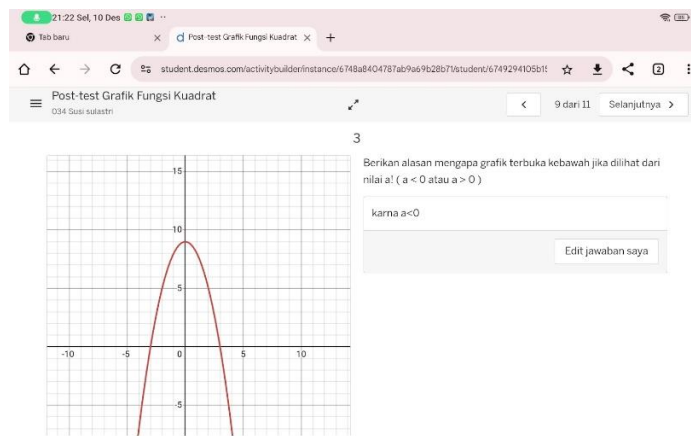 21:22 Sel, 10 Des
Tab baru
Post-test Grafik Fungsi Kuadrat
student.desmos.com/activitybuilder/instance/6748a8404787ab9a69b28b71/student/6749294105b1
2
Post-test Grafik Fungsi Kuadrat
034 Susi sulastri
9 dari 11
Selanjutnya
3
Berikan alasan mengapa grafik terbuka kebawah jika dilihat dari
nilai a! ( a < 0 atau a > 0 )
karna a<0
Edit jawaban saya
15
10
5
-10 -5 0 5 10
-5